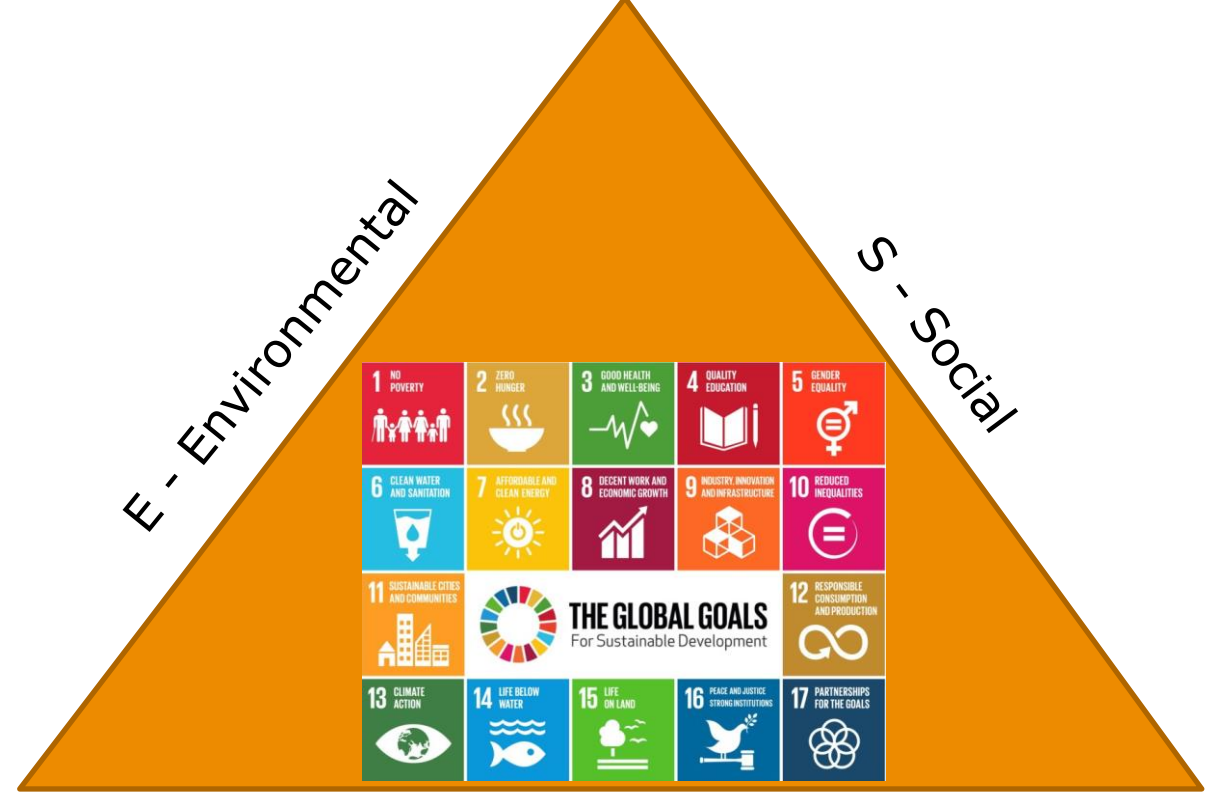 E - Environmental
S - Social
1 NO
POVERTY
2 ZERO
HUNGER
3 GOOD HEALTH
AND WELL-BEING
4 QUALITY
EDUCATION
5 GENDER
EQUALITY
6 CLEAN WATER
AND SANITATION
7 AFFORDABLE AND
CLEAN ENERGY
8 DECENT WORK AND
ECONOMIC GROWTH
9 INDUSTRY, INNOVATION
AND INFRASTRUCTURE
10 REDUCED
INEQUALITIES
11 SUSTAINABLE CITIES
AND COMMUNITIES
THE GLOBAL GOALS
For Sustainable Development
12 RESPONSIBLE
CONSUMPTION
AND PRODUCTION
13 CLIMATE
ACTION
14 LIFE BELOW
WATER
15 LIFE
ON LAND
16 PEACE AND JUSTICE
STRONG INSTITUTIONS
17 PARTNERSHIPS
FOR THE GOALS